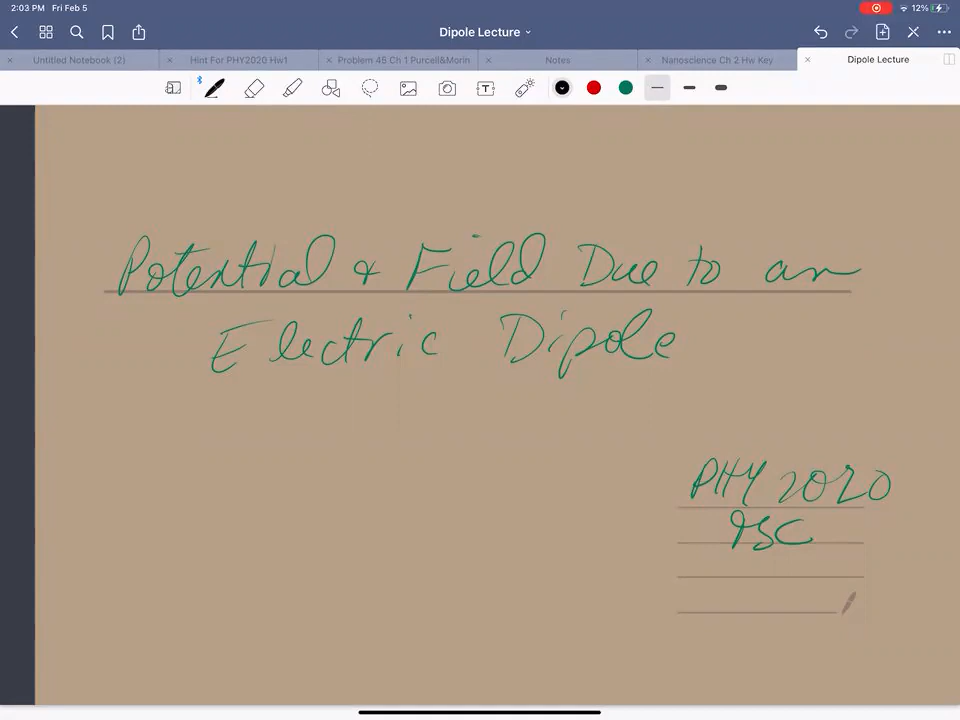 2:03 PM Fri Feb 5
12%
Dipole Lecture
Untitled Notebook (2)
Hint For PHY2020 Hw1
Problem 45 Ch 1 Purcell&Morin
Notes
Nanoscience Ch 2 Hw Key
Dipole Lecture
Potential & Field Due to an
Electric Dipole
PHY 2020